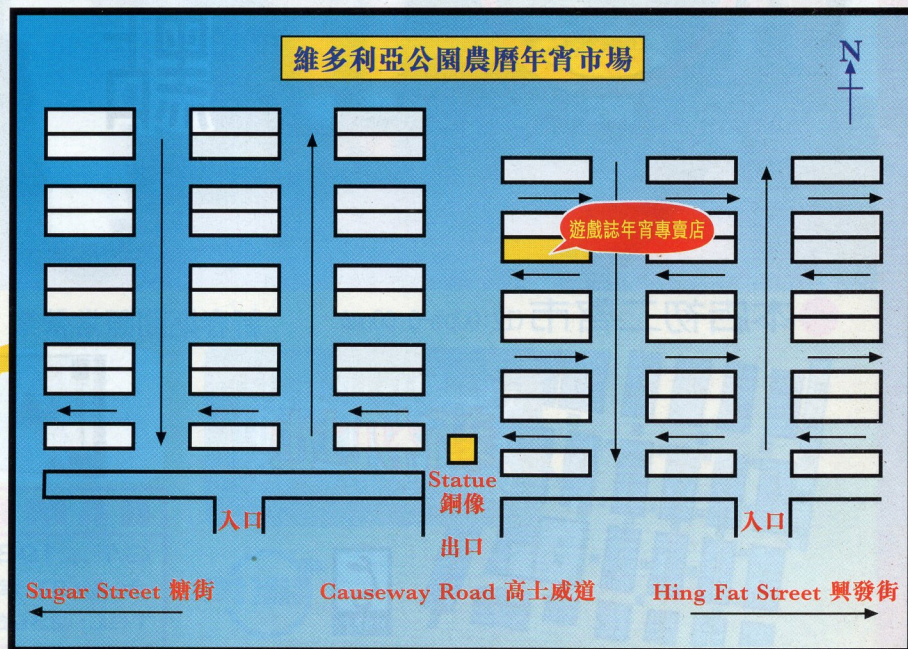 維多利亞公園農曆年宵市場
N
遊戲誌年宵專賣店
Statue
銅像
入口
出口
入口
Sugar Street 糖街
Causeway Road 高士威道
Hing Fat Street 興發街